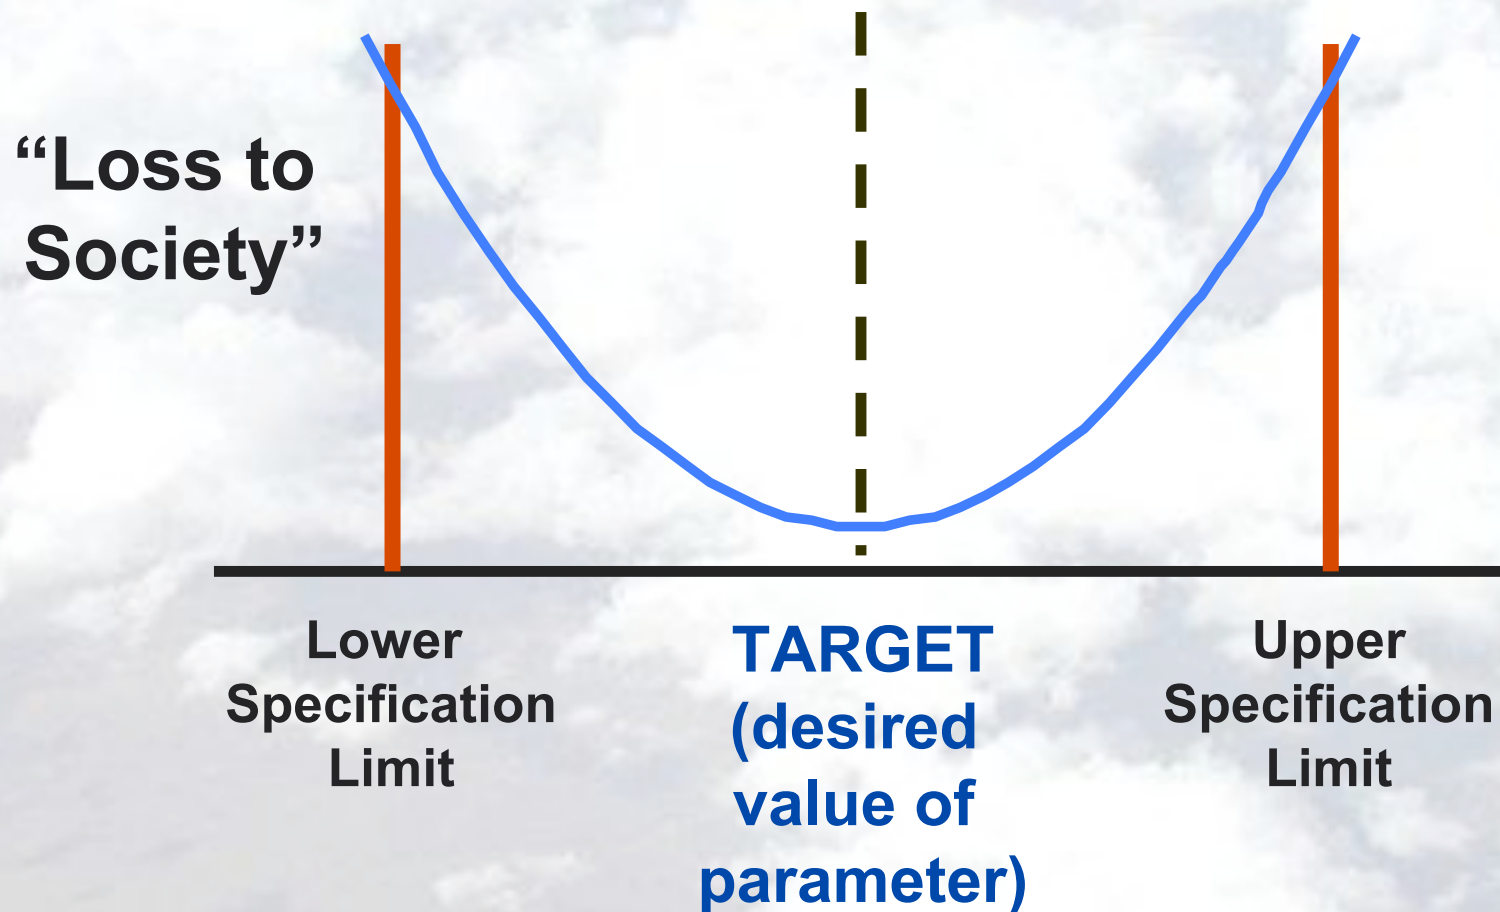 “Loss to
Society”
Lower
Specification
Limit
TARGET
(desired
value of
parameter)
Upper
Specification
Limit